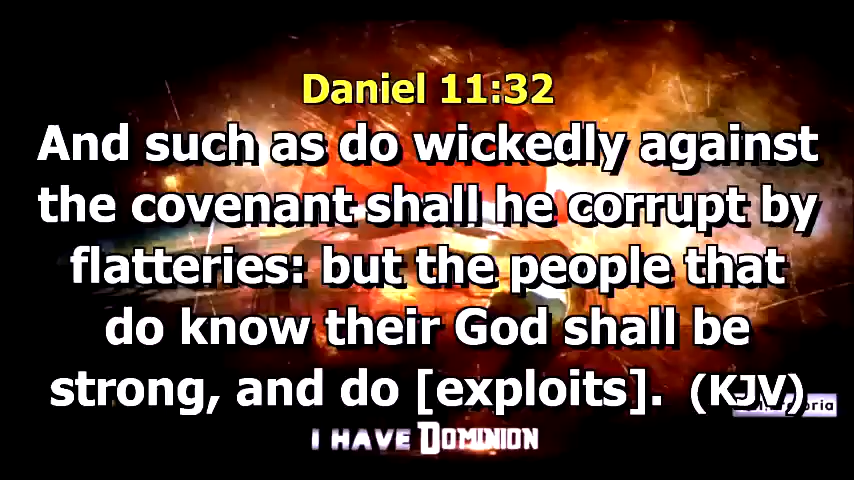 Daniel 11:32
And such as do wickedly against
the covenant shall he corrupt by
flatteries: but the people that
do know their God shall be
strong, and do [exploits]. (KJV)
I HAVE DOMINION